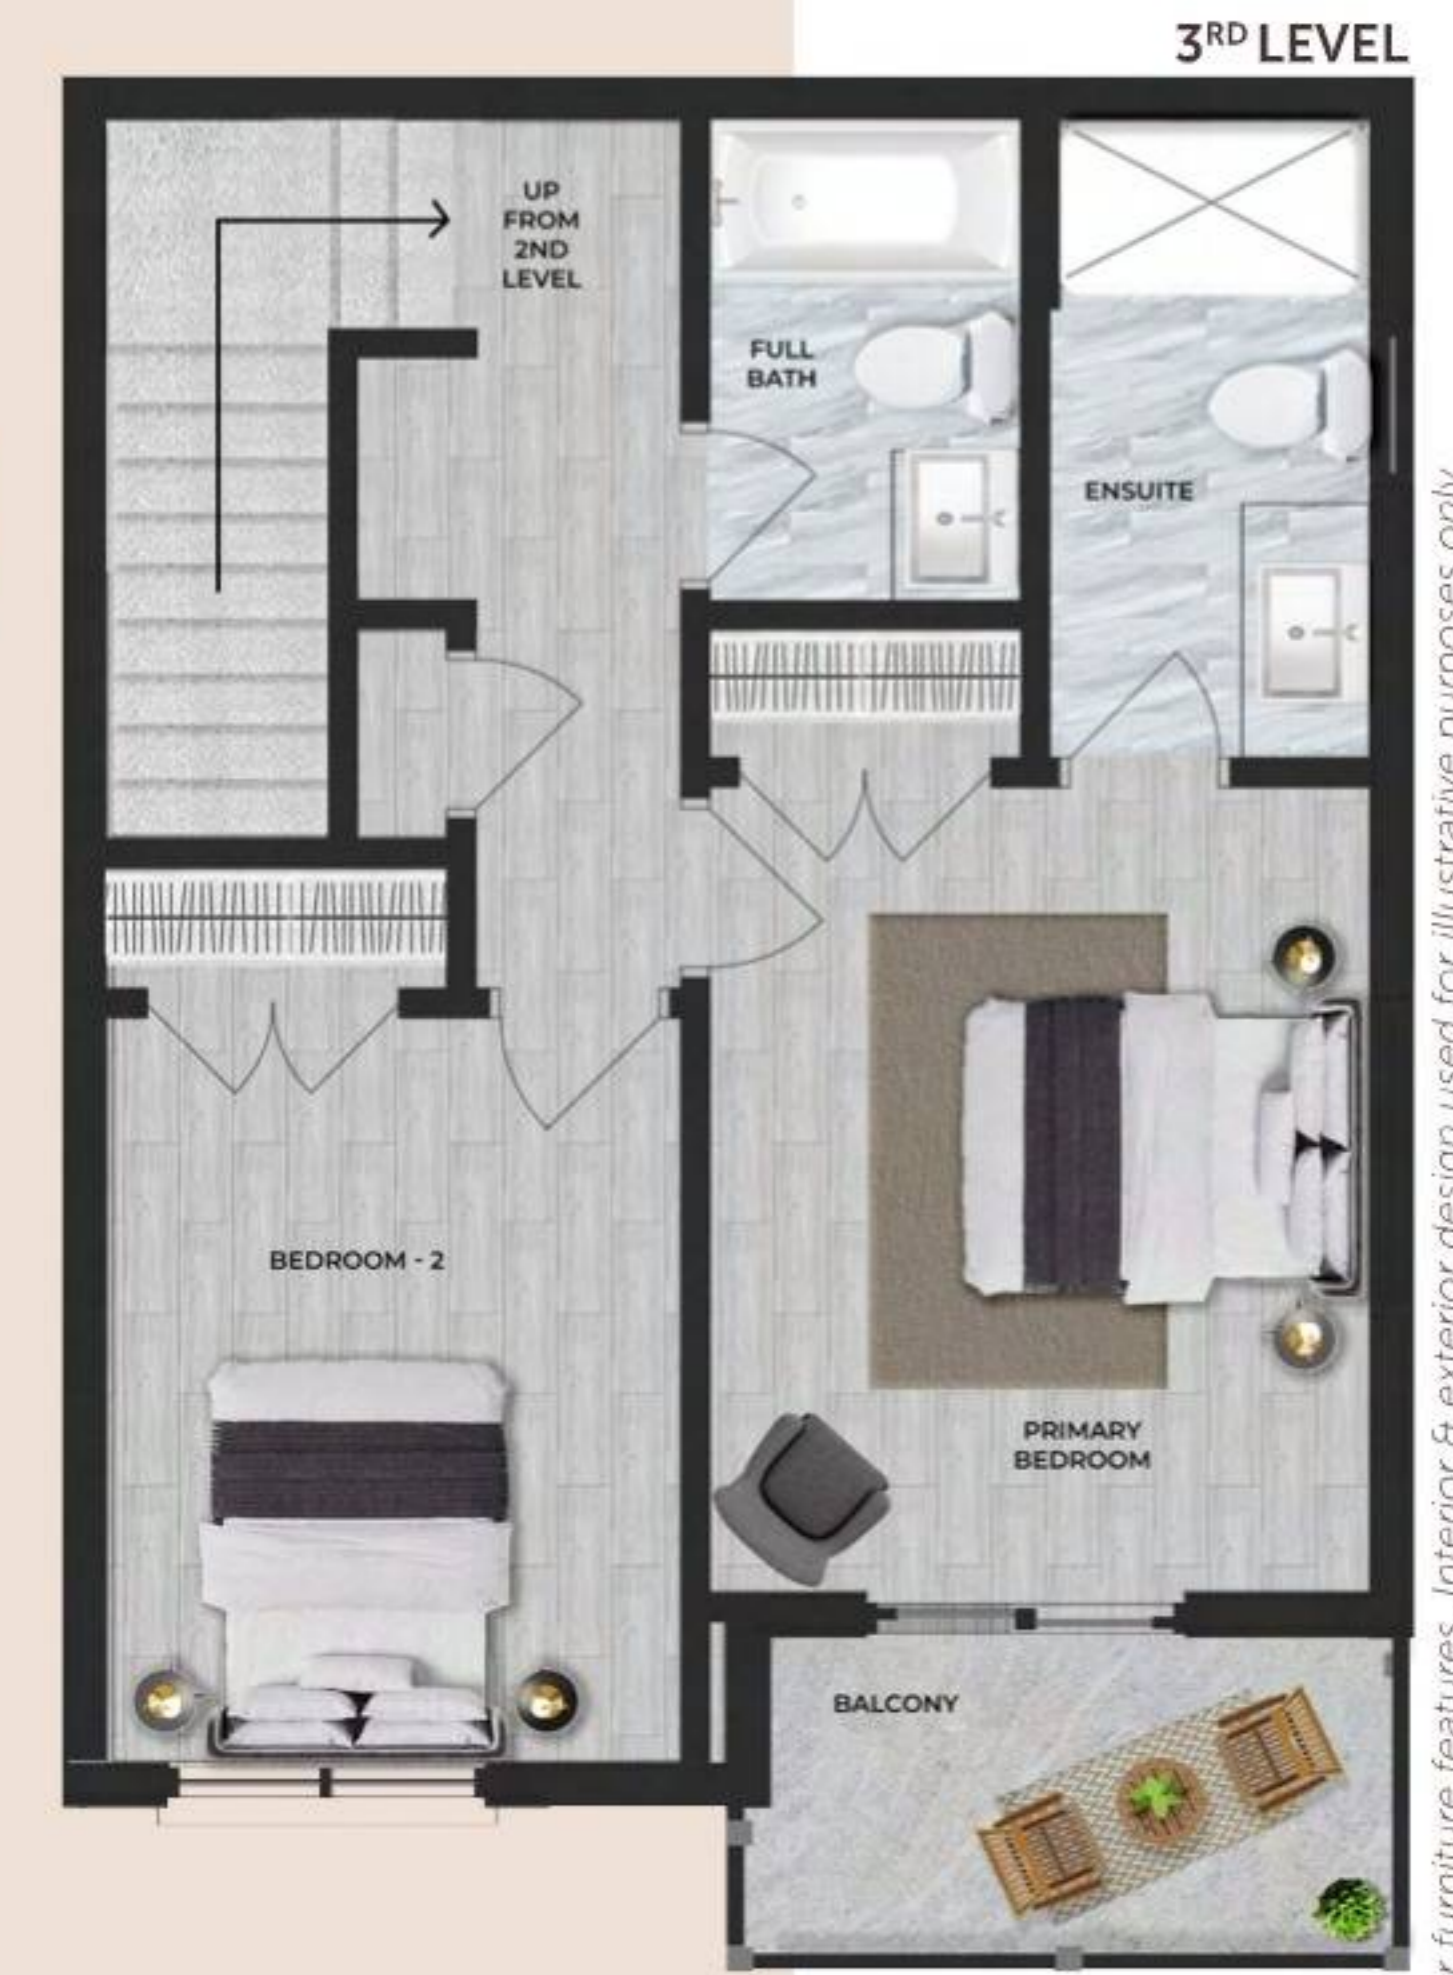 3RD LEVEL
UP
FROM
2ND
LEVEL
FULL
BATH
ENSUITE
BEDROOM - 2
PRIMARY
BEDROOM
BALCONY
furniture features. Interior & exterior design used for illustrative purposes only